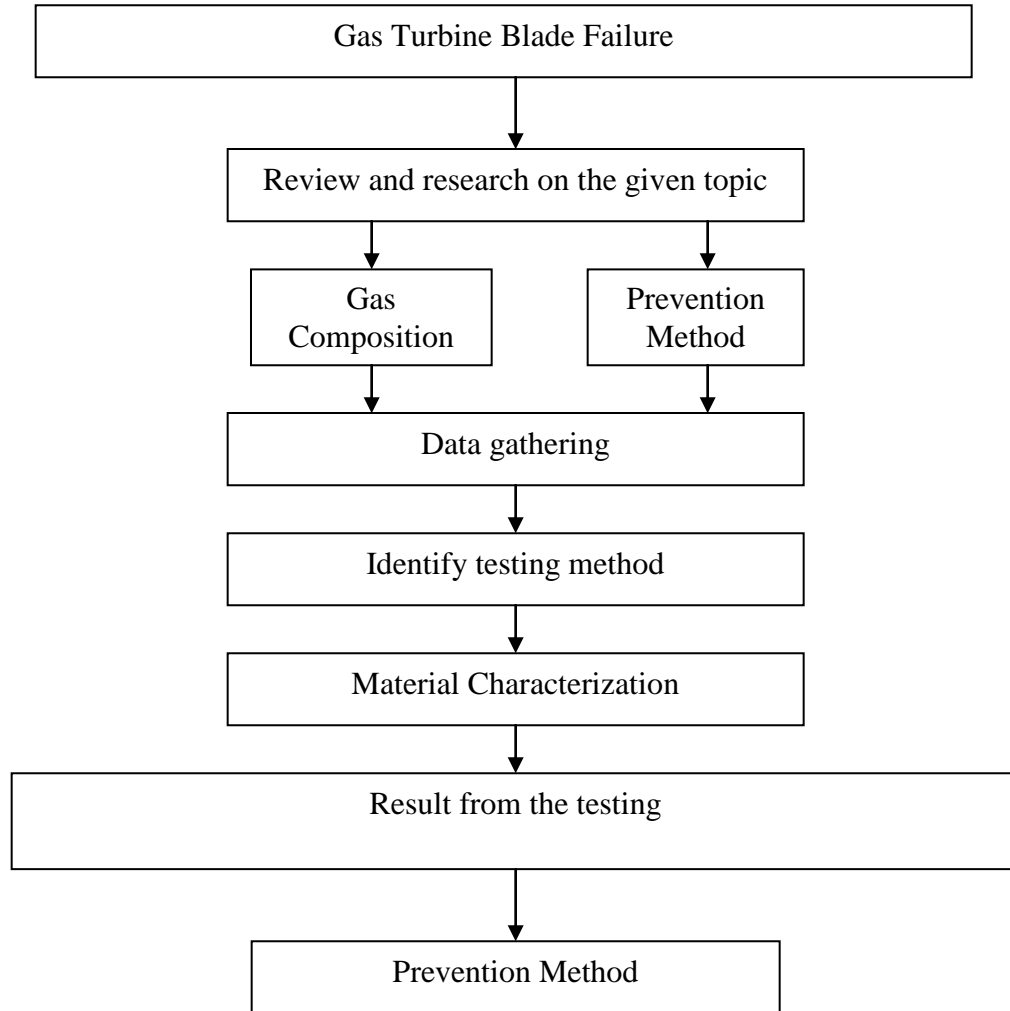 Gas Turbine Blade Failure
Review and research on the given topic
Gas
Composition
Prevention
Method
Data gathering
Identify testing method
Material Characterization
Result from the testing
Prevention Method